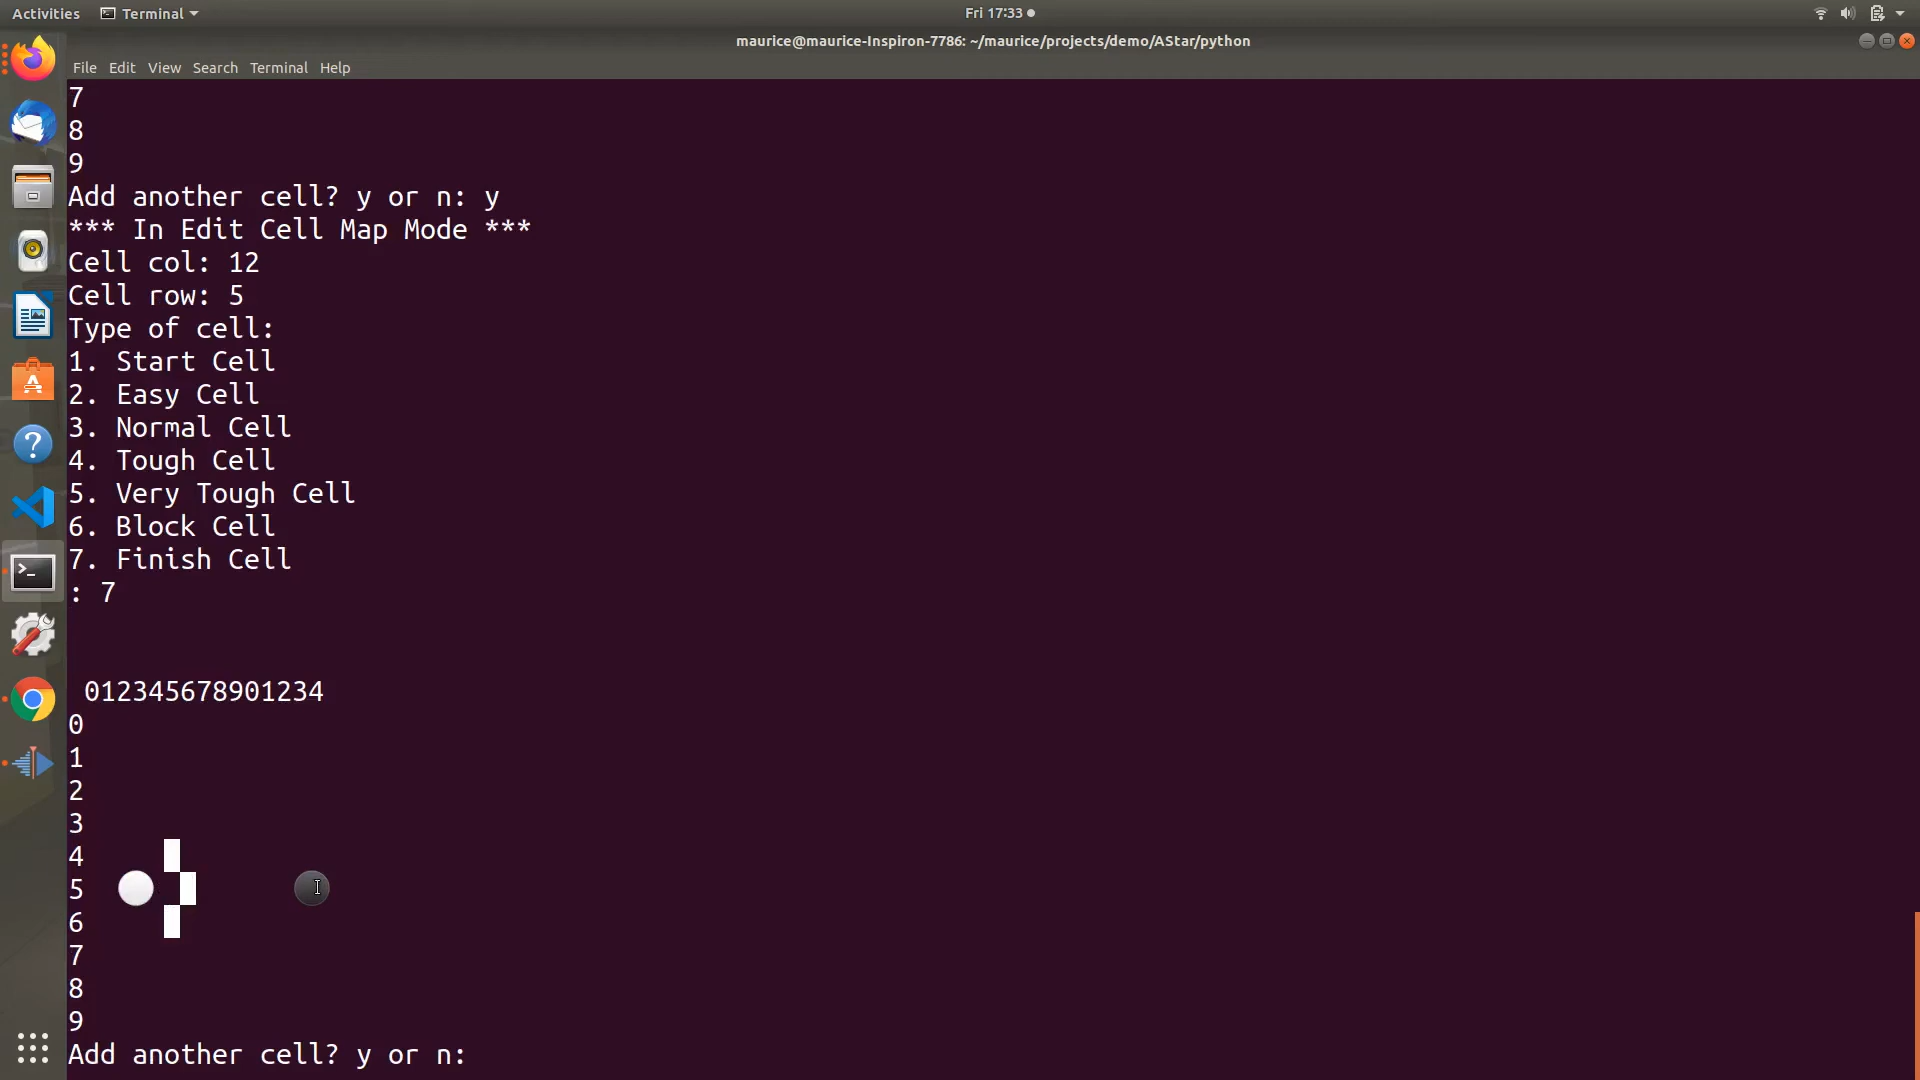 Activities Terminal Fri 17:33
maurice@maurice-Inspiron-7786: ~/maurice/projects/demo/AStar/python
File Edit View Search Terminal Help
7
8
9
Add another cell? y or n: y
*** In Edit Cell Map Mode ***
Cell col: 12
Cell row: 5
Type of cell:
1. Start Cell
2. Easy Cell
3. Normal Cell
4. Tough Cell
5. Very Tough Cell
6. Block Cell
7. Finish Cell
: 7
012345678901234
0
1
2
3
4
5
6
7
8
9
Add another cell? y or n: